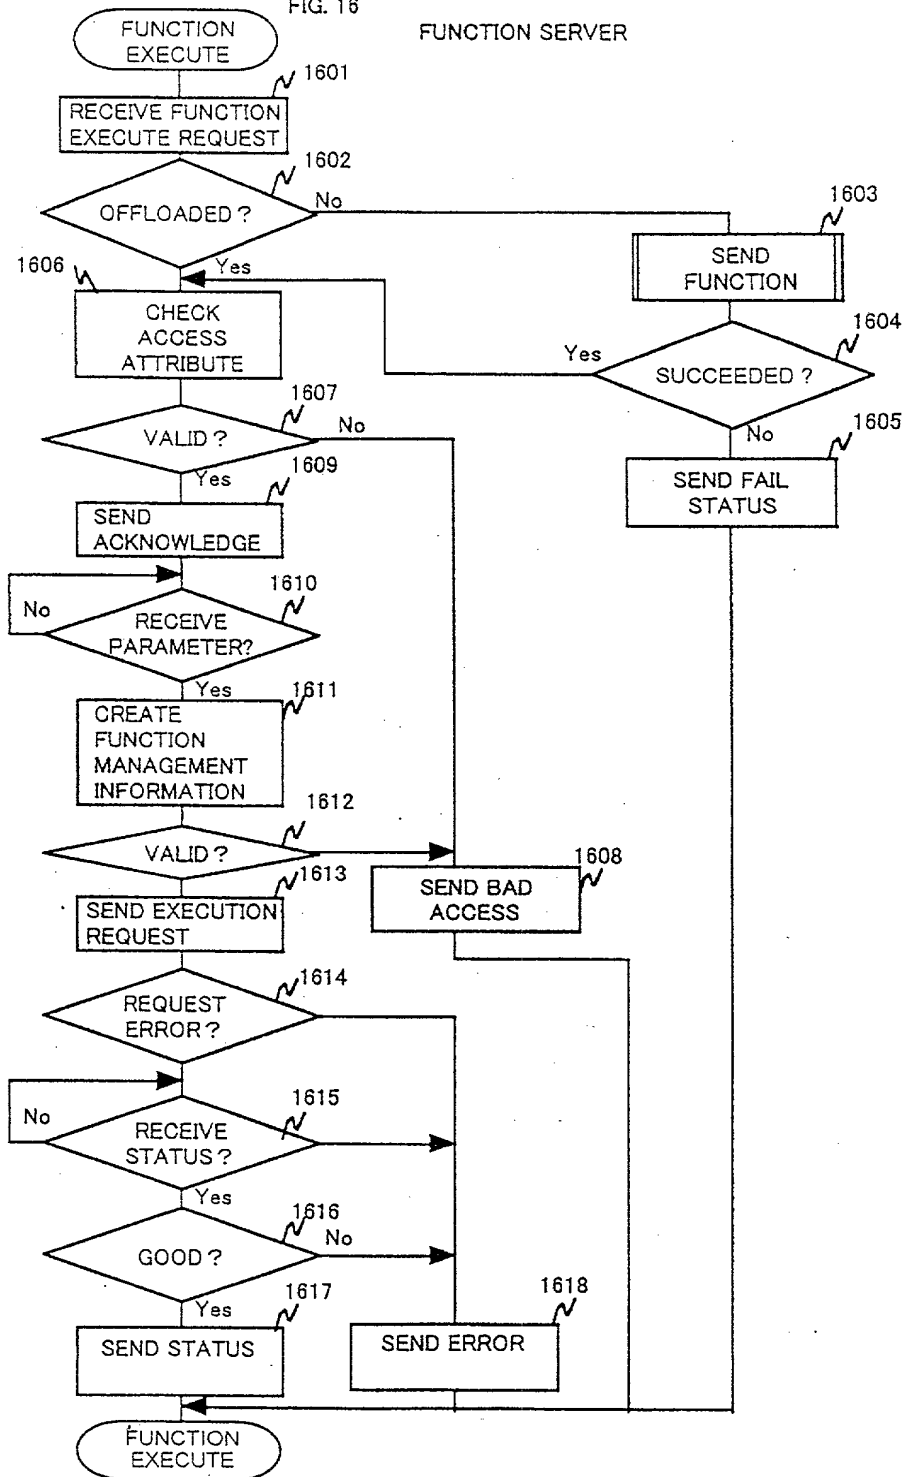 FIG. 16
FUNCTION SERVER
FUNCTION
EXECUTE
1601
RECEIVE FUNCTION
EXECUTE REQUEST
1602
OFFLOADED ?
No
Yes
1603
SEND
FUNCTION
1604
SUCCEEDED ?
Yes
No
1605
SEND FAIL
STATUS
1606
CHECK
ACCESS
ATTRIBUTE
1607
VALID ?
No
Yes
1609
SEND
ACKNOWLEDGE
1610
RECEIVE
PARAMETER?
No
Yes
1611
CREATE
FUNCTION
MANAGEMENT
INFORMATION
1612
VALID ?
1608
SEND BAD
ACCESS
1613
SEND EXECUTION
REQUEST
1614
REQUEST
ERROR ?
1615
RECEIVE
STATUS ?
No
Yes
1616
GOOD ?
No
Yes
1617
SEND STATUS
1618
SEND ERROR
FUNCTION
EXECUTE